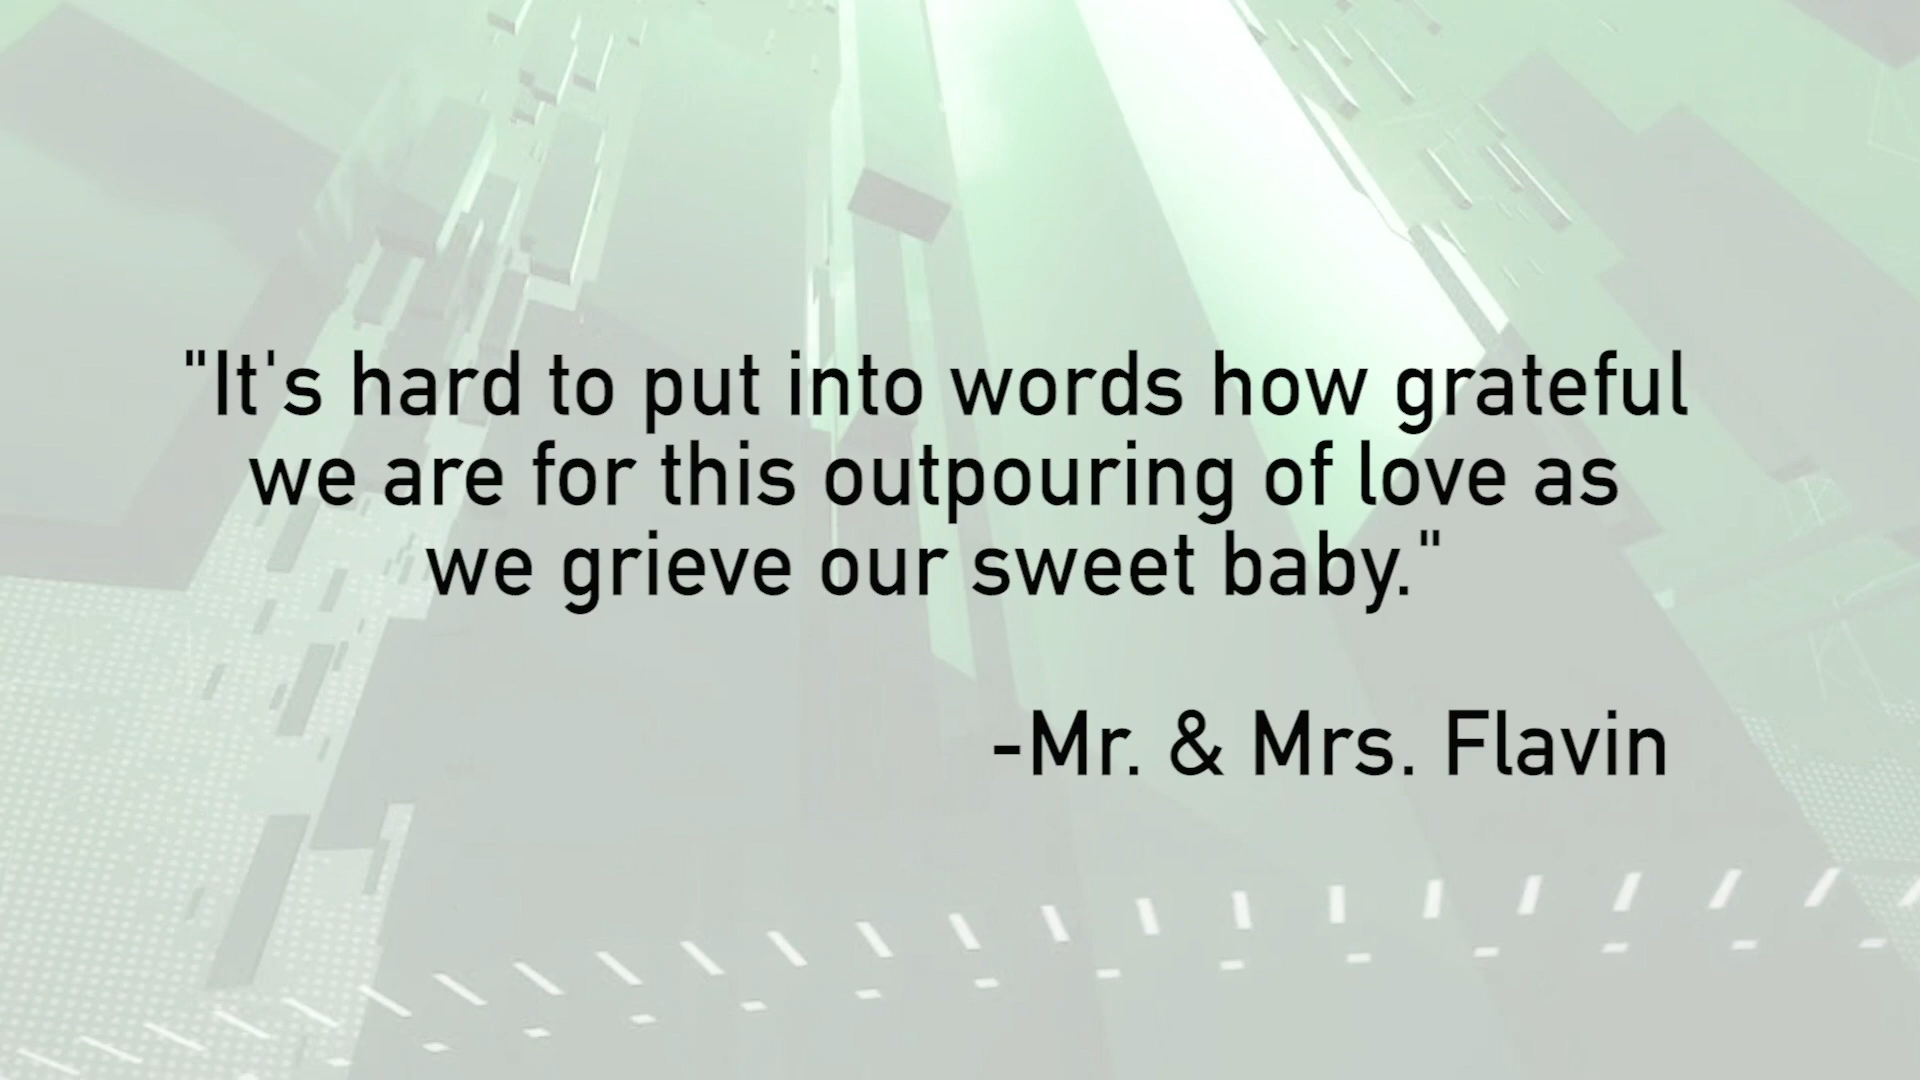 "It's hard to put into words how grateful
we are for this outpouring of love as
we grieve our sweet baby."
-Mr. & Mrs. Flavin